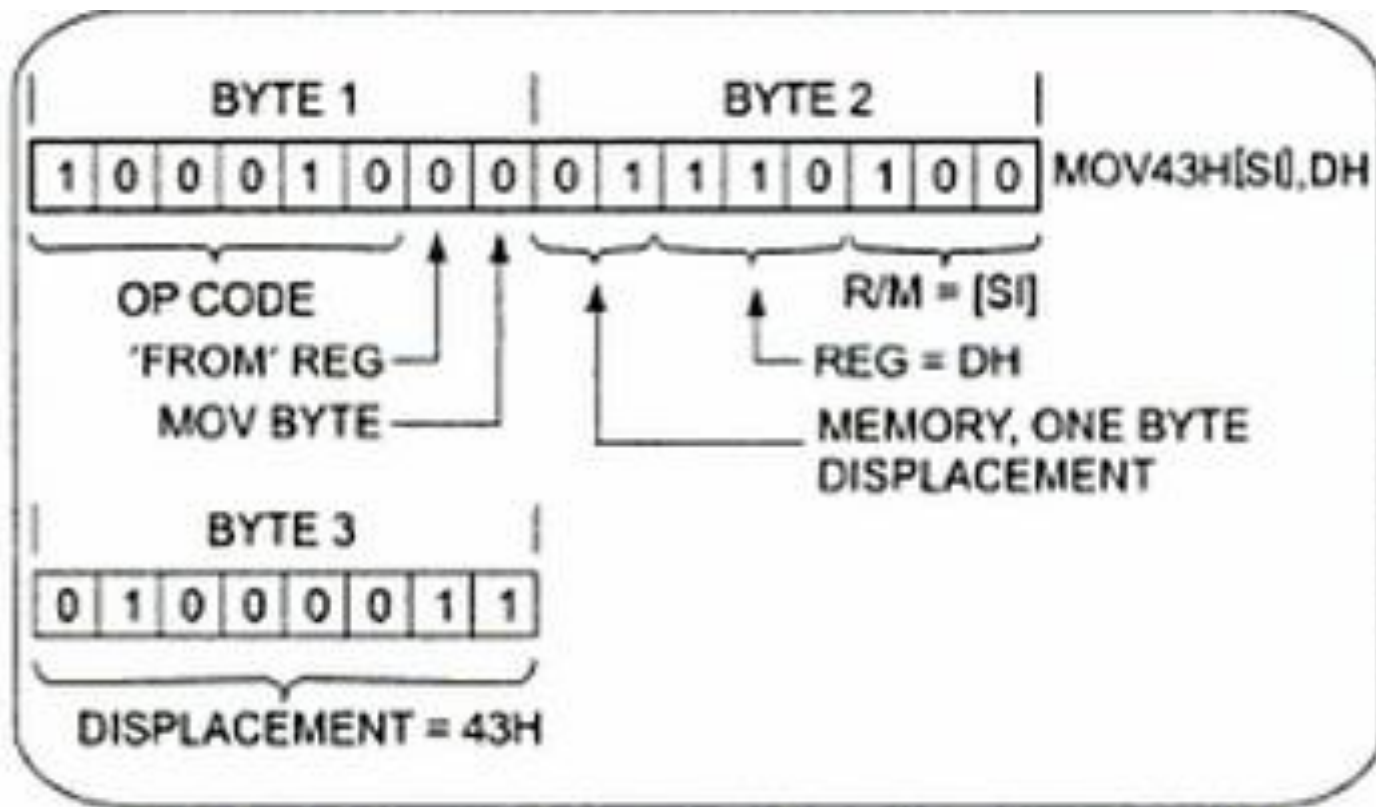 BYTE 1 BYTE 2
1 0 0 0 1 0 0 0 0 1 1 1 0 1 0 0 MOV43H[SI],DH
OP CODE R/M = [SI]
'FROM' REG REG = DH
MOV BYTE MEMORY, ONE BYTE
DISPLACEMENT
BYTE 3
0 1 0 0 0 0 1 1
DISPLACEMENT = 43H